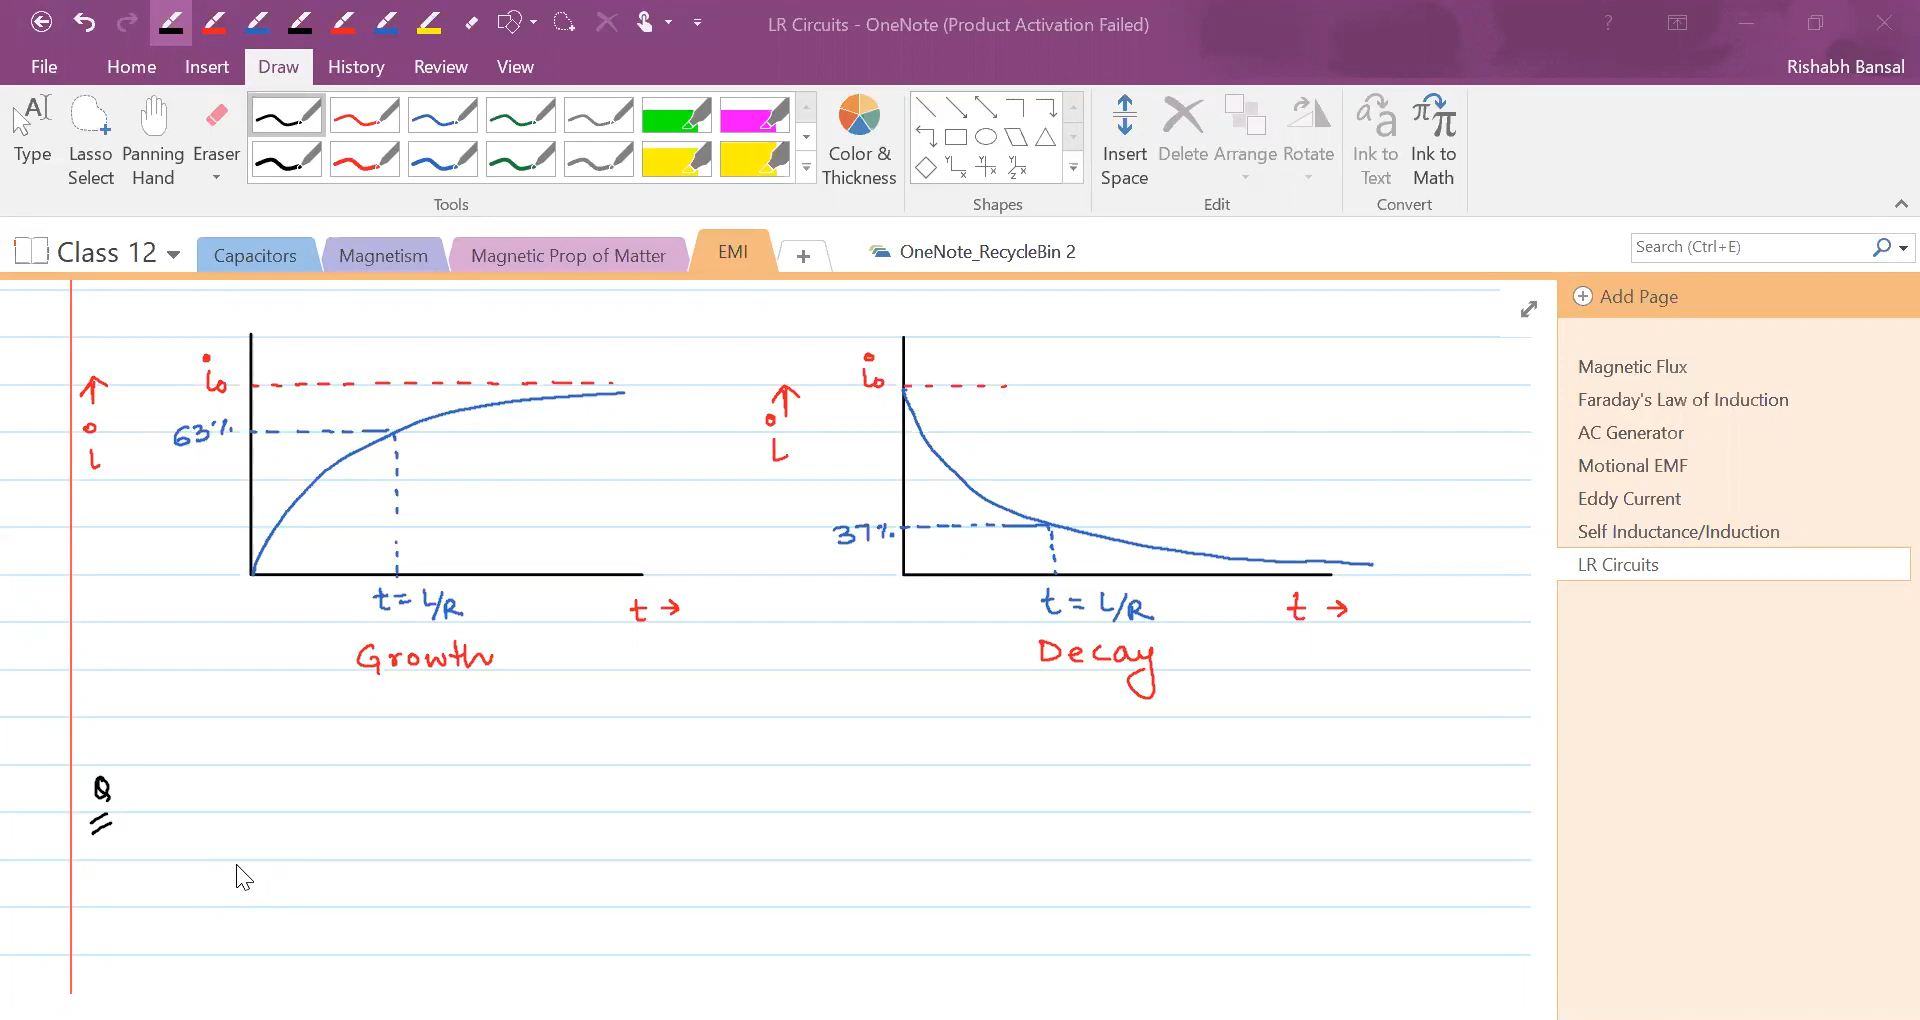 LR Circuits - OneNote (Product Activation Failed)
?
File Home Insert Draw History Review View
Rishabh Bansal
Type
Lasso Select
Panning Hand
Eraser
Color & Thickness
Insert Space
Delete Arrange Rotate
Ink to Text
Ink to Math
Tools
Shapes
Edit
Convert
Class 12
Capacitors
Magnetism
Magnetic Prop of Matter
EMI
+
OneNote_RecycleBin 2
Search (Ctrl+E)
Add Page
Magnetic Flux
Faraday's Law of Induction
AC Generator
Motional EMF
Eddy Current
Self Inductance/Induction
LR Circuits
i₀
63%
i
t = L/R
t →
Growth
i₀
i
37%
t = L/R
t →
Decay
Q